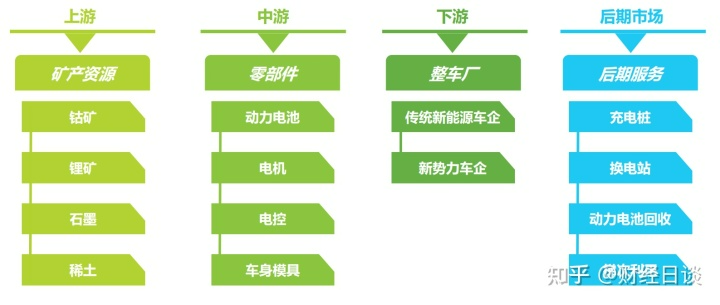 上游
中游
下游
后期市场
矿产资源
零部件
整车厂
后期服务
钴矿
动力电池
传统新能源车企
充电桩
锂矿
电机
新势力车企
换电站
石墨
电控
动力电池回收
稀土
车身模具
知乎 @财经日谈